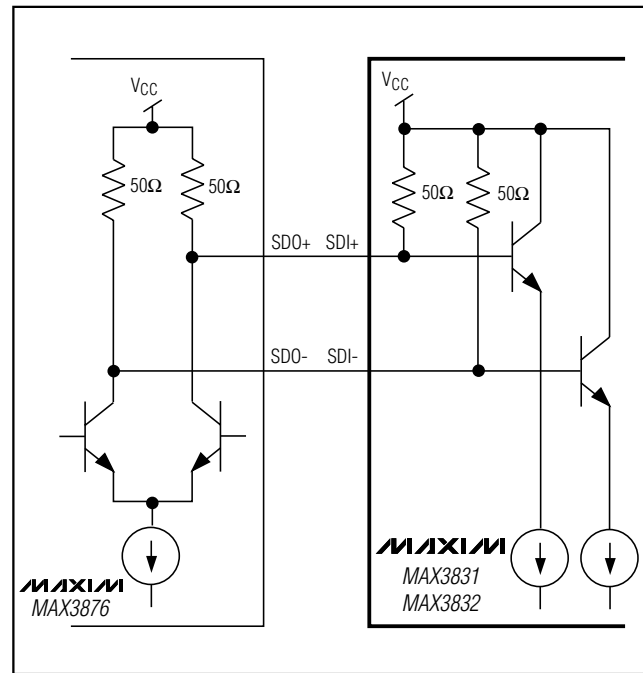 VCC
50Ω
50Ω
SDO+
SDO-
MAXIM
MAX3876
VCC
50Ω
50Ω
SDI+
SDI-
MAXIM
MAX3831
MAX3832